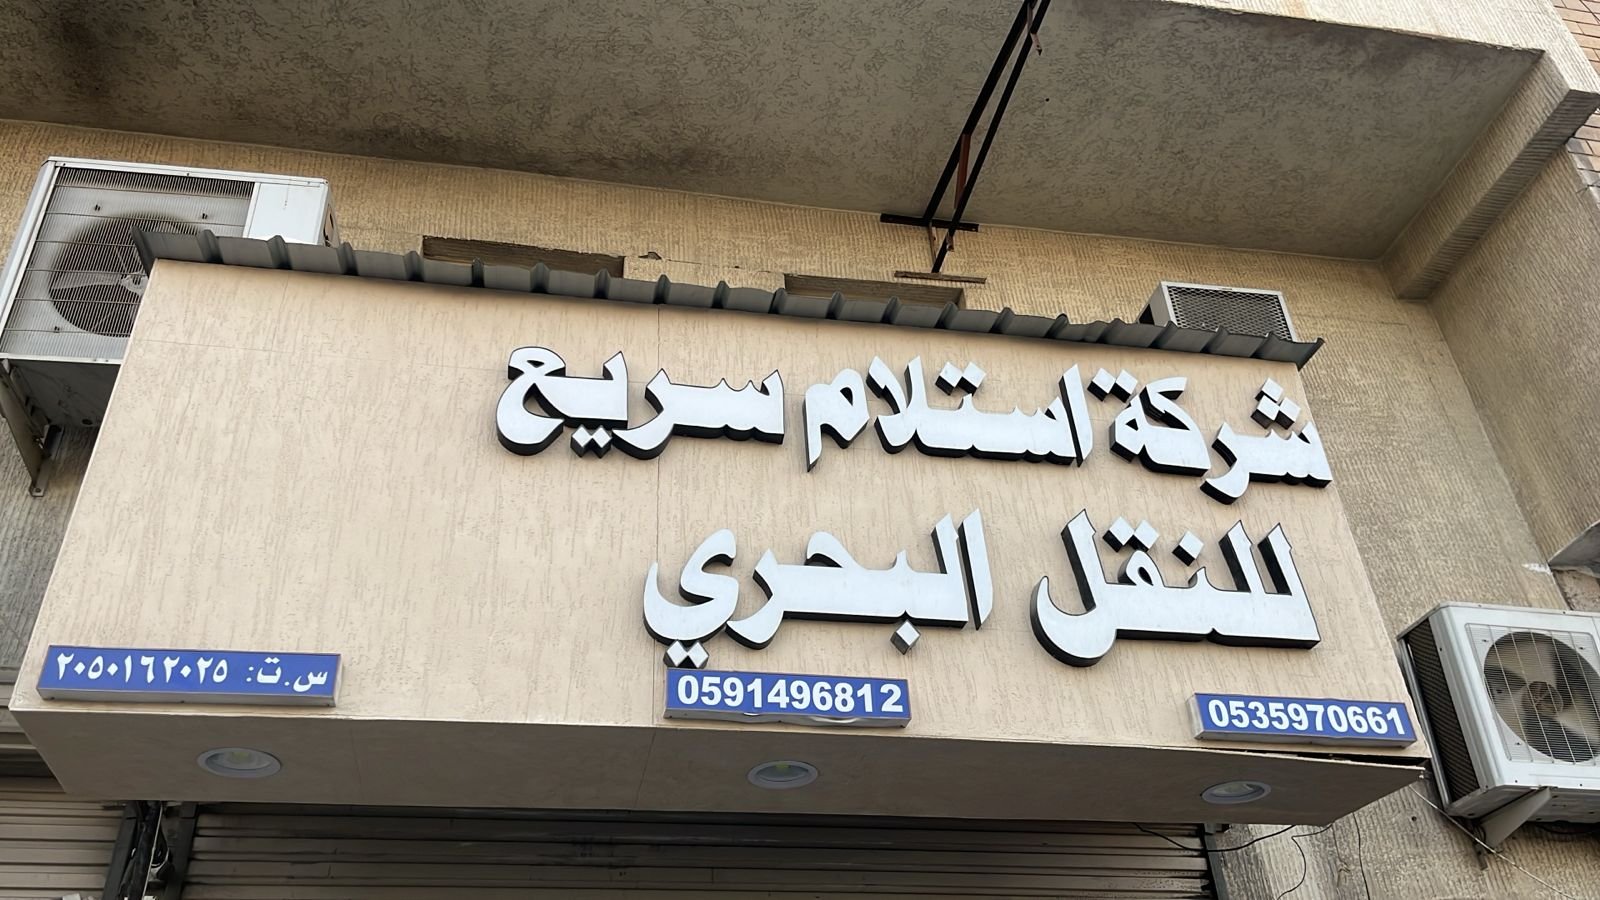 شركة استلام سريع
للنقل البحري
0535970661
0591496812
س.ت: ٢٠٥٠١٦٢٠٢٥